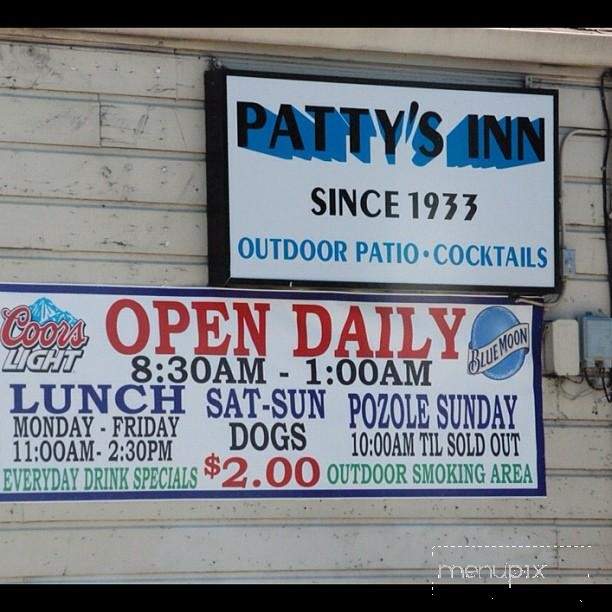 PATTY'S INN
SINCE 1933
OUTDOOR PATIO • COCKTAILS
Coors
LIGHT
OPEN DAILY
8:30AM - 1:00AM
BLUE MOON
LUNCH
MONDAY - FRIDAY
11:00AM - 2:30PM
EVERYDAY DRINK SPECIALS
SAT-SUN
DOGS
$2.00
POZOLE SUNDAY
10:00AM TIL SOLD OUT
OUTDOOR SMOKING AREA
menupix